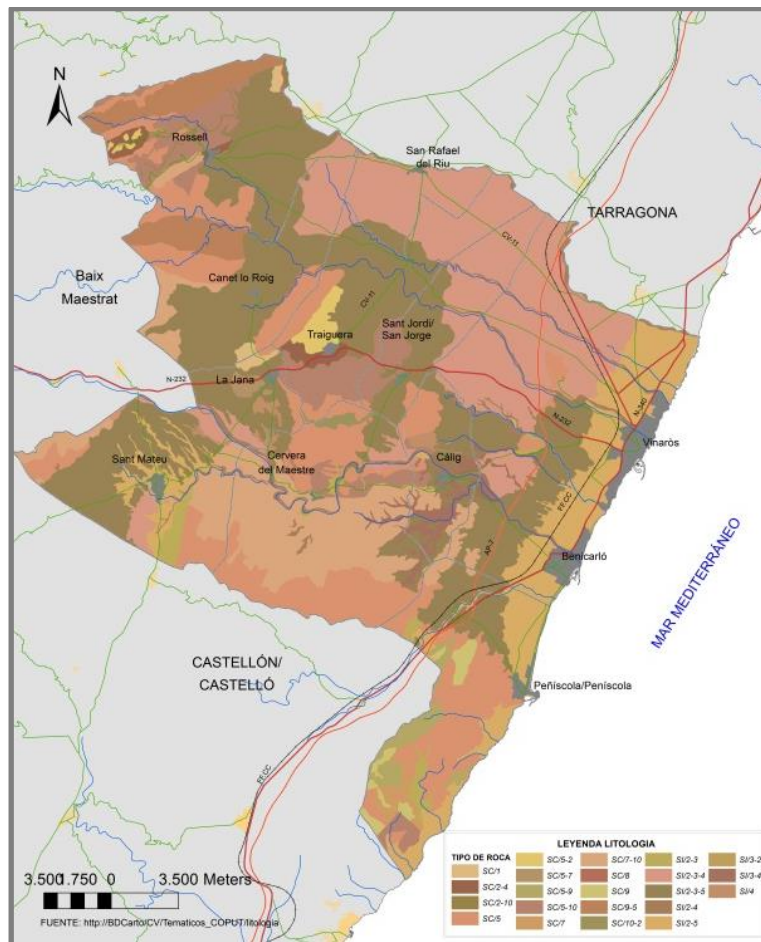 N
Rossell
San Rafael
del Riu
TARRAGONA
CV-11
Baix
Maestrat
Canet lo Roig
CV-11
Traiguera
Sant Jordi/
San Jorge
N-232
La Jana
N-232
N-340
Vinaròs
Sant Mateu
Cervera
del Maestre
Càlig
FF.CC
AP-7
Benicarló
MAR MEDITERRÁNEO
CASTELLÓN/
CASTELLÓ
Peñíscola/Peníscola
FF.CC
3.500 1.750 0 3.500 Meters
FUENTE: http://BDCarto/CV/Tematicos_COPUT/litologia
LEYENDA LITOLOGIA
TIPO DE ROCA
SC/1
SC/2-4
SC/2-10
SC/5
SC/5-2
SC/5-7
SC/5-9
SC/5-10
SC/7
SC/7-10
SC/8
SC/9
SC/9-5
SC/10-2
SI/2-3
SI/2-3-4
SI/2-3-5
SI/2-4
SI/2-5
SI/3-2
SI/3-4
SI/4